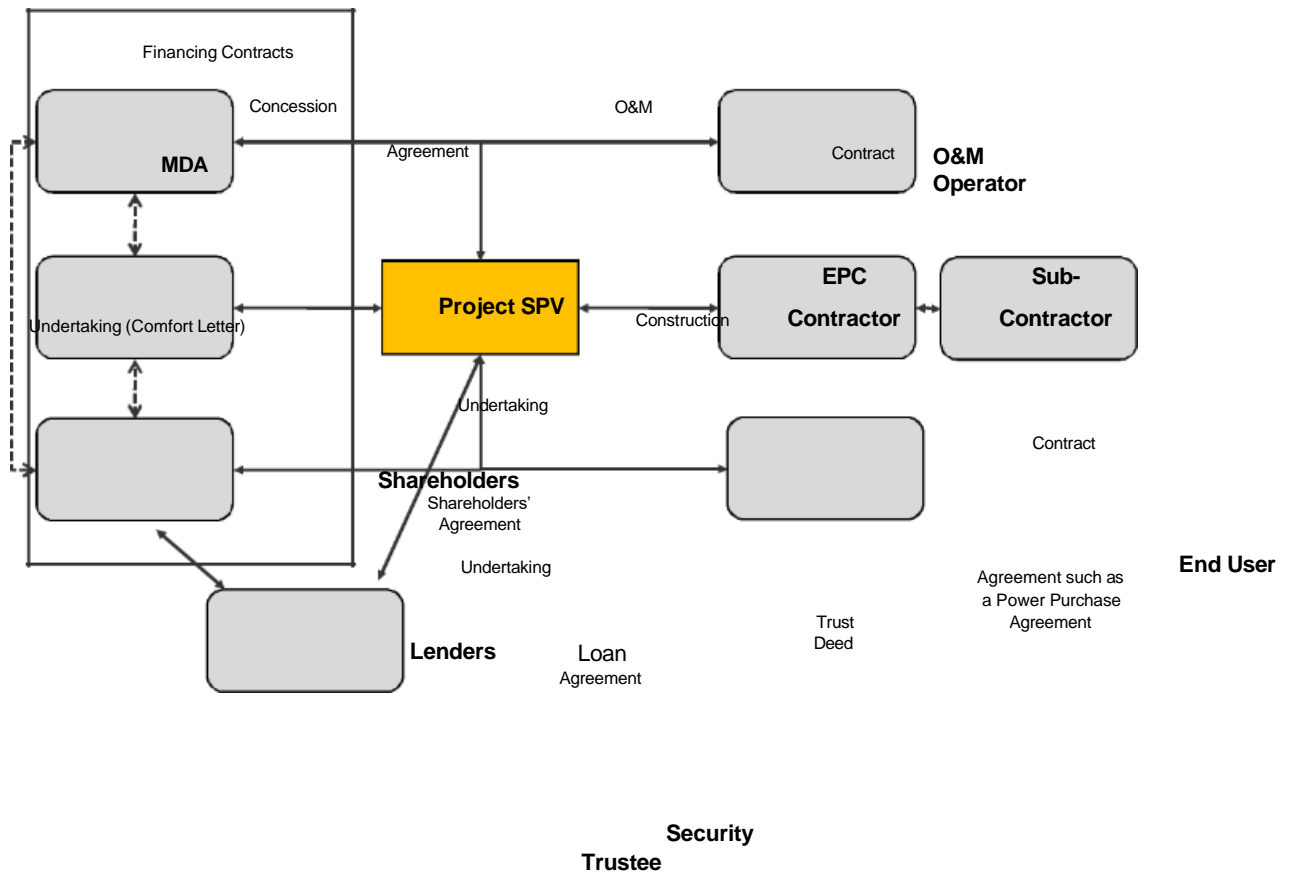 Financing Contracts
Concession
O&M
Agreement
Contract
MDA
O&M
Operator
EPC
Contractor
Sub-
Contractor
Project SPV
Undertaking (Comfort Letter)
Construction
Undertaking
Contract
Shareholders
Shareholders'
Agreement
Undertaking
End User
Agreement such as
a Power Purchase
Agreement
Trust
Deed
Lenders
Loan
Agreement
Security
Trustee